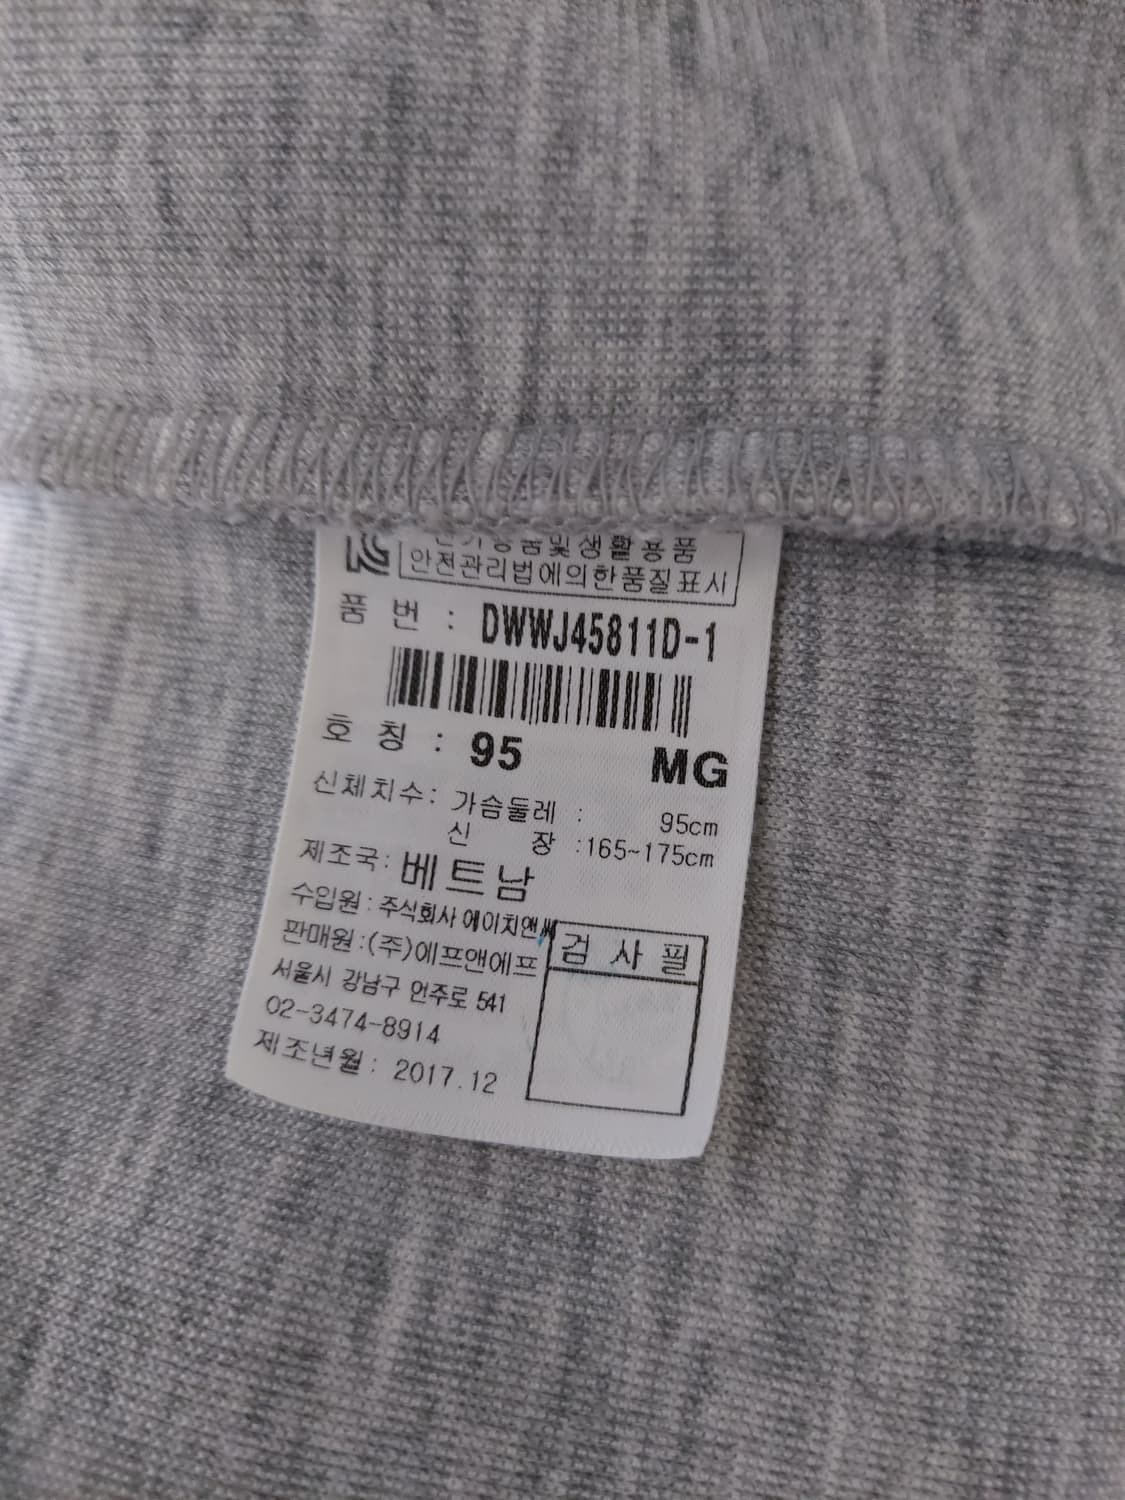 전기용품및생활용품
안전관리법에의한품질표시
품 번 : DWWJ45811D-1
호 칭 : 95 MG
신체치수: 가슴둘레 : 95cm
신 장 :165~175cm
제조국: 베트남
수입원 : 주식회사 에이치앤씨
판매원 :(주)에프앤에프
서울시 강남구 언주로 541
02-3474-8914
제조년월 : 2017.12
검 사 필